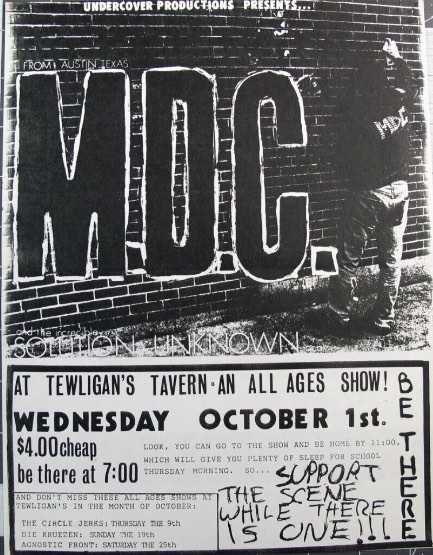 UNDERCOVER PRODUCTIONS PRESENTS...
FROM AUSTIN, TEXAS
M.D.C.
MDC
and the incredible
SOLUTION UNKNOWN
AT TEWLIGAN'S TAVERN•AN ALL AGES SHOW!
WEDNESDAY OCTOBER 1st.
$4.00 cheap
be there at 7:00
LOOK, YOU CAN GO TO THE SHOW AND BE HOME BY 11:00,
WHICH WILL GIVE YOU PLENTY OF SLEEP FOR SCHOOL
THURSDAY MORNING. SO...
SUPPORT
THE SCENE
WHILE THERE
IS ONE!!!
BE THERE
AND DON'T MISS THESE ALL AGES SHOWS AT
TEWLIGAN'S IN THE MONTH OF OCTOBER:
THE CIRCLE JERKS: THURSDAY THE 9th
DIE KRUEZEN: SUNDAY THE 19th
AGNOSTIC FRONT: SATURDAY THE 25th